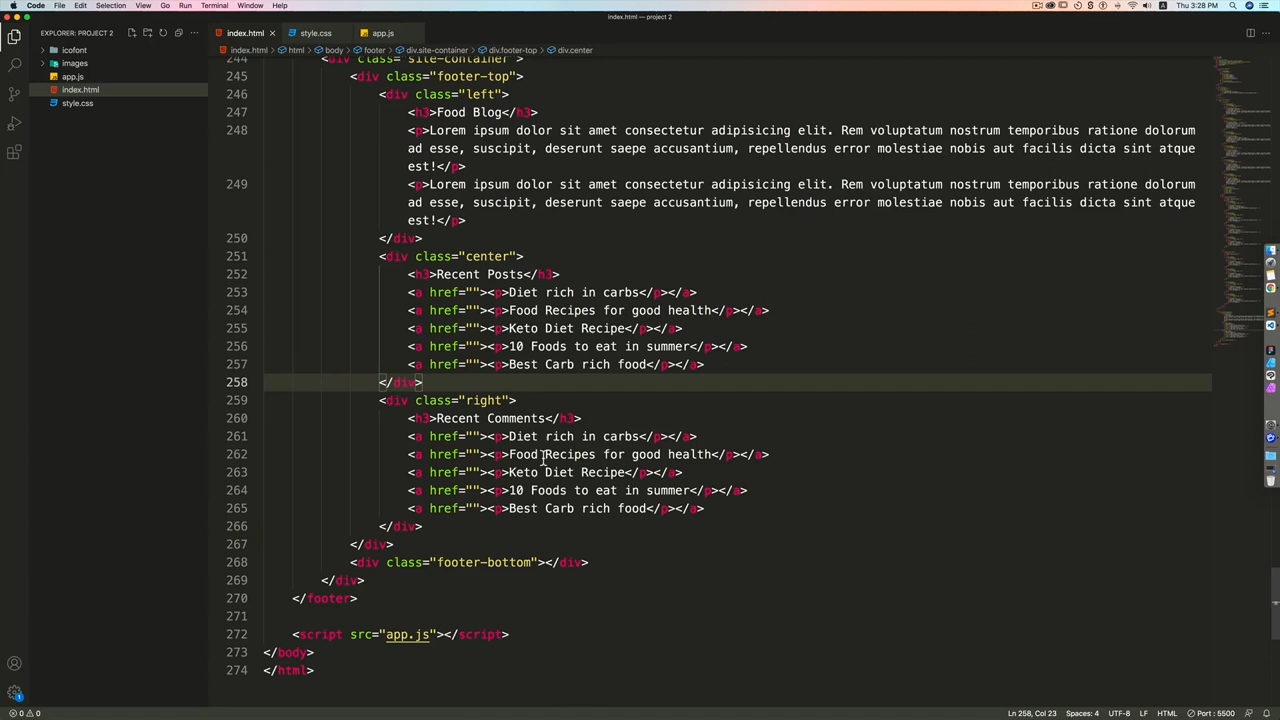 Code File Edit Selection View Go Run Terminal Window Help Thu 3:28 PM
index.html — project 2
EXPLORER: PROJECT 2
index.html style.css app.js
index.html > html > body > footer > div.site-container > div.footer-top > div.center
icofont
images
app.js
index.html
style.css
244 <div class="site-container">
245 <div class="footer-top">
246 <div class="left">
247 <h3>Food Blog</h3>
248 <p>Lorem ipsum dolor sit amet consectetur adipisicing elit. Rem voluptatum nostrum temporibus ratione dolorum
ad esse, suscipit, deserunt saepe accusantium, repellendus error molestiae nobis aut facilis dicta sint atque
est!</p>
249 <p>Lorem ipsum dolor sit amet consectetur adipisicing elit. Rem voluptatum nostrum temporibus ratione dolorum
ad esse, suscipit, deserunt saepe accusantium, repellendus error molestiae nobis aut facilis dicta sint atque
est!</p>
250 </div>
251 <div class="center">
252 <h3>Recent Posts</h3>
253 <a href=""><p>Diet rich in carbs</p></a>
254 <a href=""><p>Food Recipes for good health</p></a>
255 <a href=""><p>Keto Diet Recipe</p></a>
256 <a href=""><p>10 Foods to eat in summer</p></a>
257 <a href=""><p>Best Carb rich food</p></a>
258 </div>
259 <div class="right">
260 <h3>Recent Comments</h3>
261 <a href=""><p>Diet rich in carbs</p></a>
262 <a href=""><p>Food Recipes for good health</p></a>
263 <a href=""><p>Keto Diet Recipe</p></a>
264 <a href=""><p>10 Foods to eat in summer</p></a>
265 <a href=""><p>Best Carb rich food</p></a>
266 </div>
267 </div>
268 <div class="footer-bottom"></div>
269 </div>
270 </footer>
271
272 <script src="app.js"></script>
273 </body>
274 </html>
0 0 Ln 258, Col 23 Spaces: 4 UTF-8 LF HTML Port : 5500